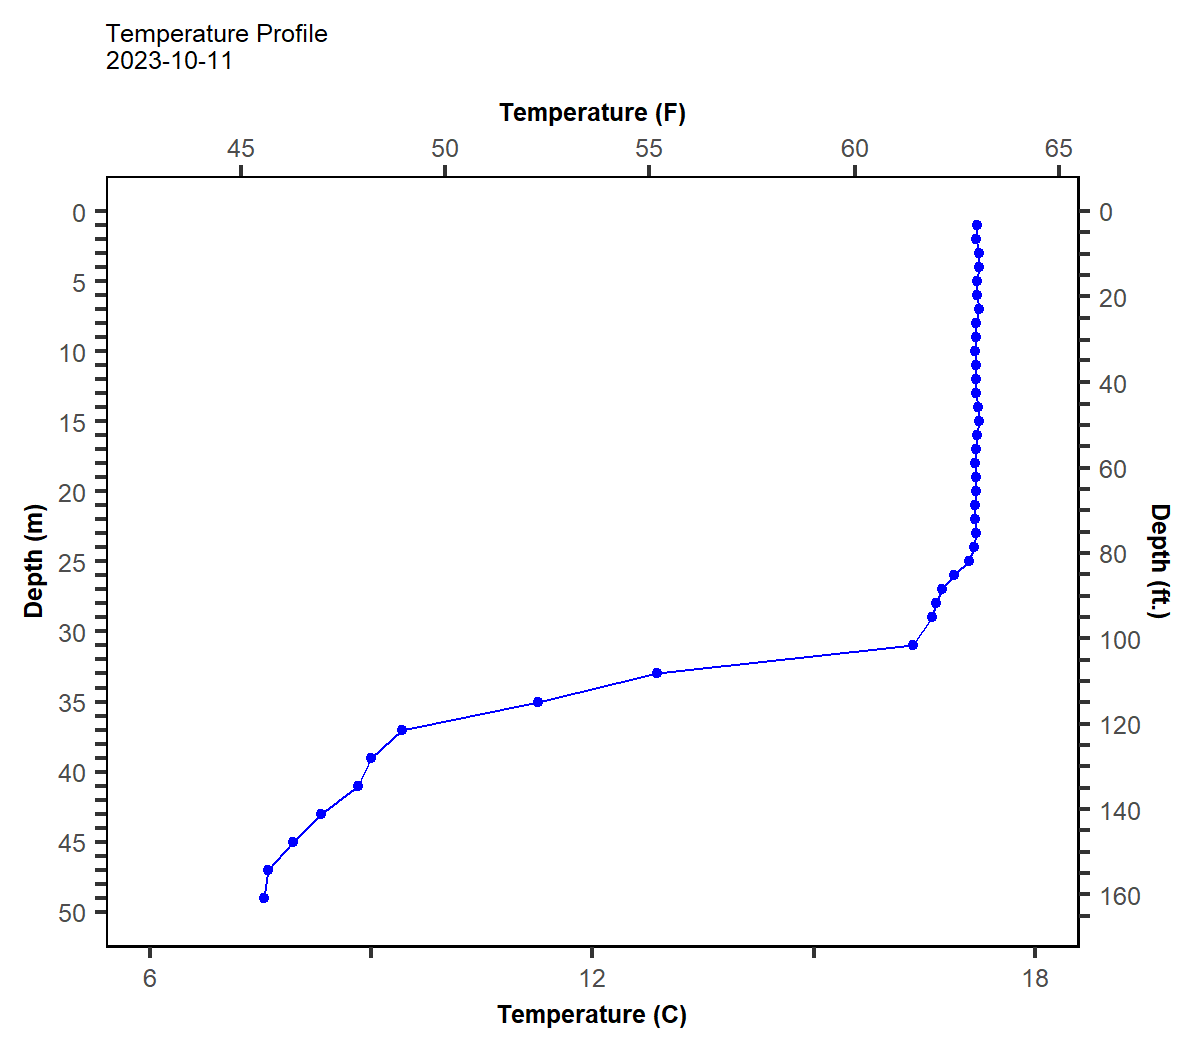 Temperature Profile
2023-10-11
Temperature (F)
45 50 55 60 65
0 0
5 20
10 40
15 60
20 80
25 100
30 120
35 140
40 160
45
50
Depth (m)
Depth (ft.)
6 12 18
Temperature (C)